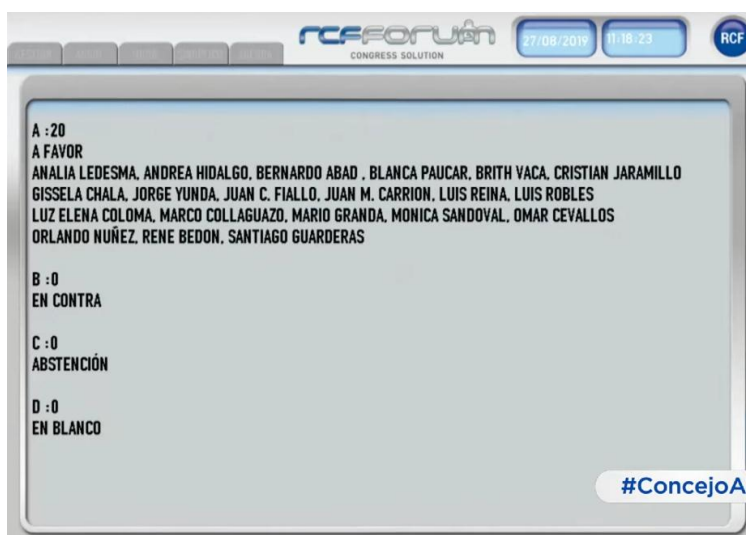 RCF FORUM
CONGRESS SOLUTION
27/08/2019
11:18:23
RCF
A :20
A FAVOR
ANALIA LEDESMA, ANDREA HIDALGO, BERNARDO ABAD , BLANCA PAUCAR, BRITH VACA, CRISTIAN JARAMILLO
GISSELA CHALA, JORGE YUNDA, JUAN C. FIALLO, JUAN M. CARRION, LUIS REINA, LUIS ROBLES
LUZ ELENA COLOMA, MARCO COLLAGUAZO, MARIO GRANDA, MONICA SANDOVAL, OMAR CEVALLOS
ORLANDO NUÑEZ, RENE BEDON, SANTIAGO GUARDERAS
B :0
EN CONTRA
C :0
ABSTENCIÓN
D :0
EN BLANCO
#ConcejoA